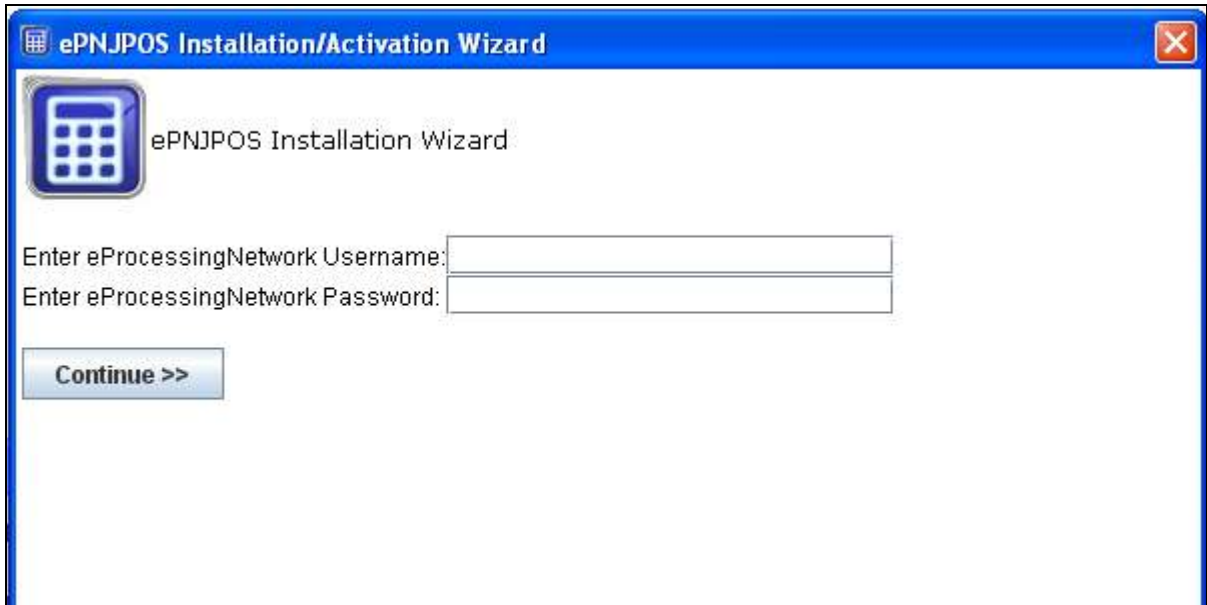 ePNJPOS Installation/Activation Wizard
ePNJPOS Installation Wizard
Enter eProcessingNetwork Username:
Enter eProcessingNetwork Password:
Continue >>